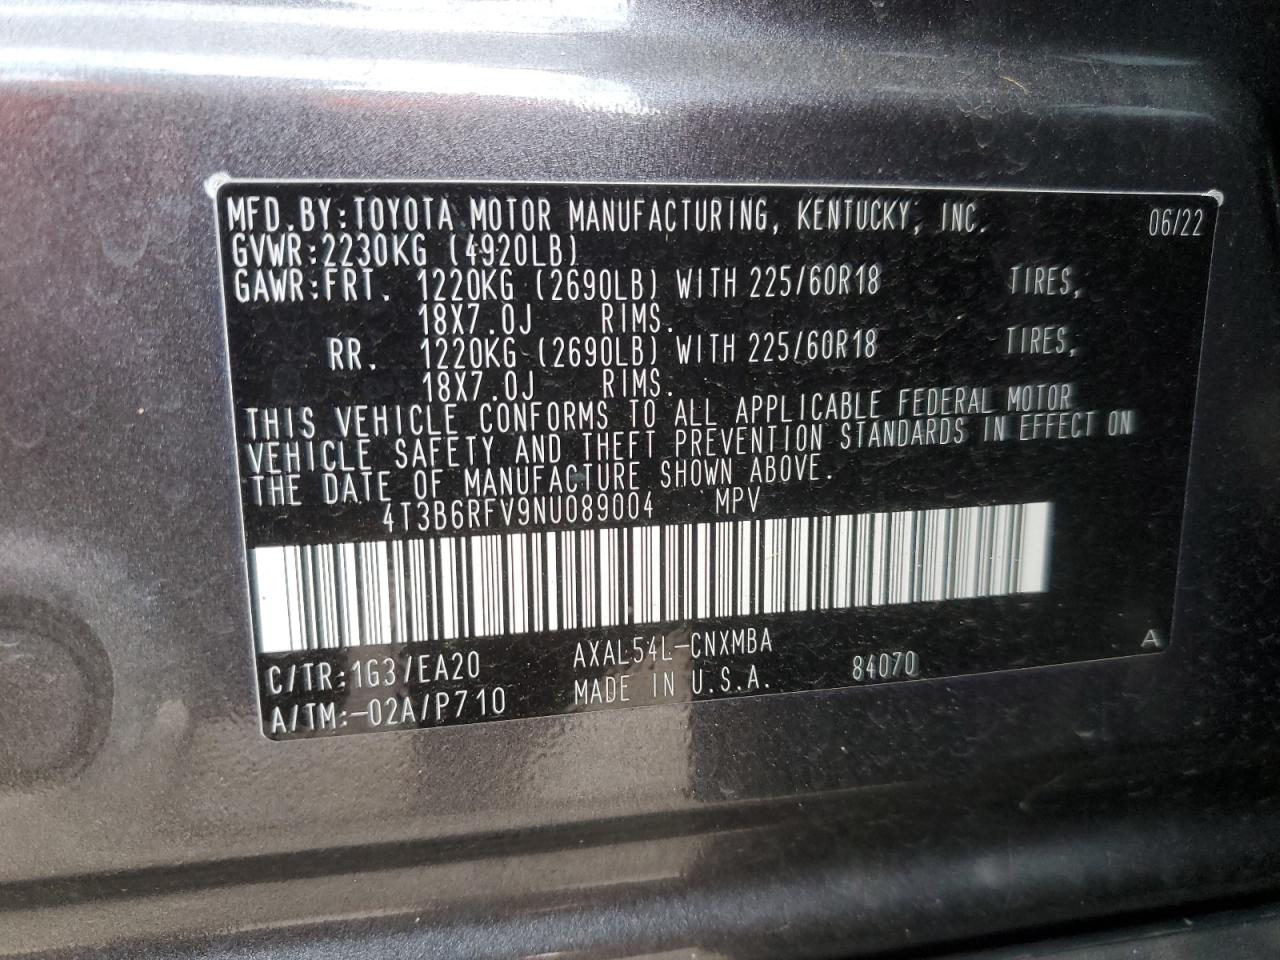 MFD.BY:TOYOTA MOTOR MANUFACTURING, KENTUCKY, INC. 06/22
GVWR:2230KG (4920LB)
GAWR:FRT. 1220KG (2690LB) WITH 225/60R18 TIRES,
18X7.0J RIMS.
RR. 1220KG (2690LB) WITH 225/60R18 TIRES,
18X7.0J RIMS.
THIS VEHICLE CONFORMS TO ALL APPLICABLE FEDERAL MOTOR
VEHICLE SAFETY AND THEFT PREVENTION STANDARDS IN EFFECT ON
THE DATE OF MANUFACTURE SHOWN ABOVE.
4T3B6RFV9NU089004 MPV
C/TR:1G3/EA20 AXAL54L-CNXMBA A
A/TM:-02A/P710 MADE IN U.S.A. 84070